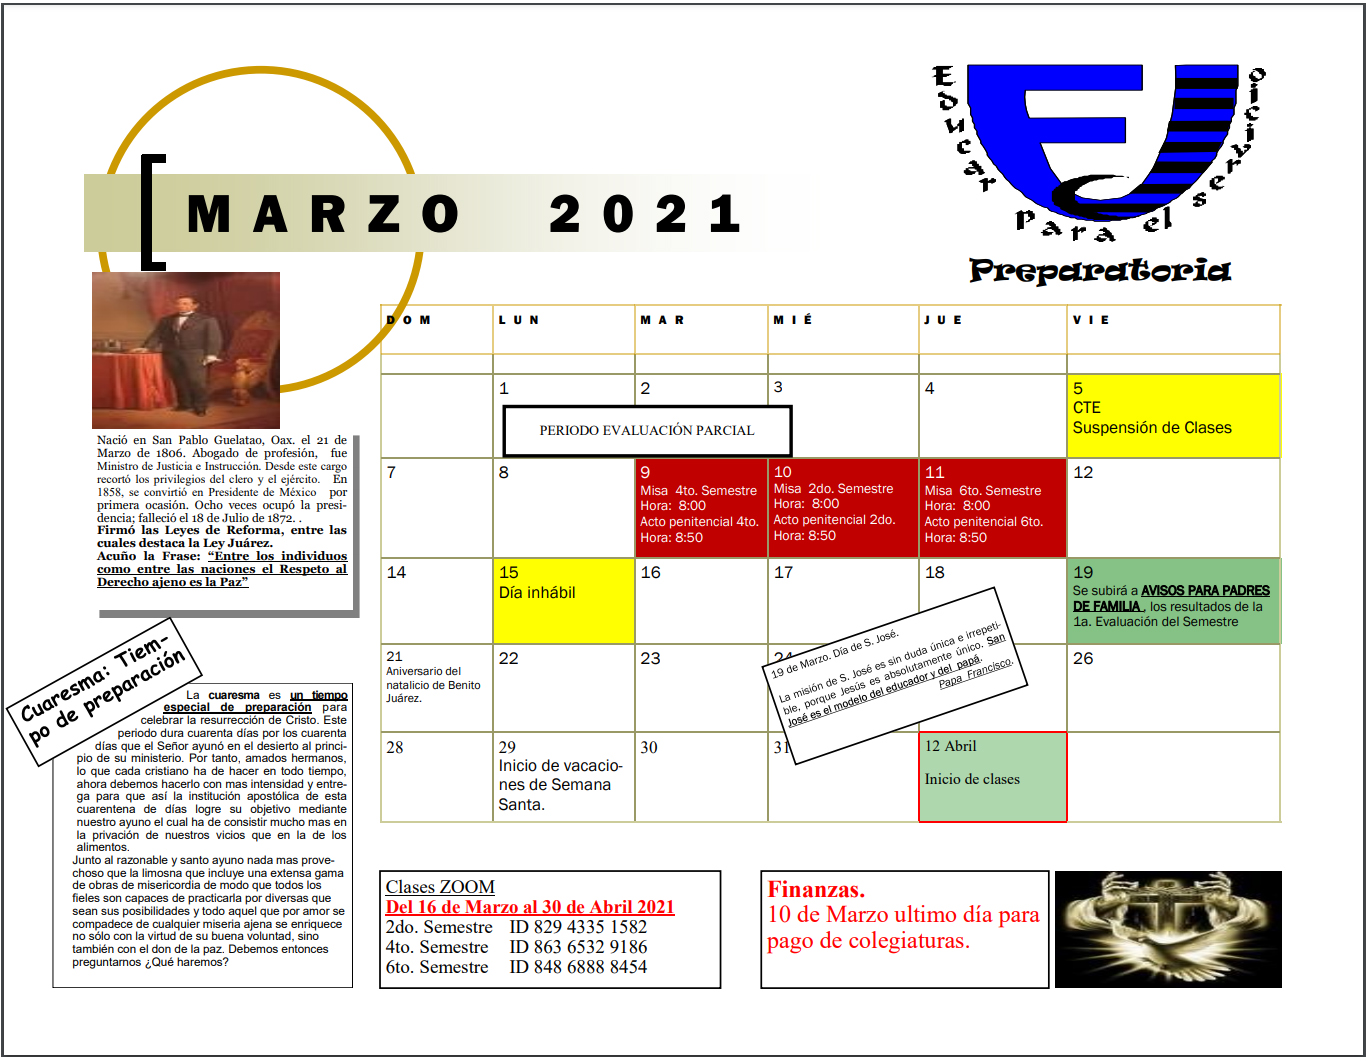 MARZO 2021
Educar para el servicio
Preparatoria
Nació en San Pablo Guelatao, Oax. el 21 de
Marzo de 1806. Abogado de profesión, fue
Ministro de Justicia e Instrucción. Desde este cargo
recortó los privilegios del clero y el ejército. En
1858, se convirtió en Presidente de México por
primera ocasión. Ocho veces ocupó la presi-
dencia; falleció el 18 de Julio de 1872. .
Firmó las Leyes de Reforma, entre las
cuales destaca la Ley Juárez.
Acuño la Frase: “Entre los individuos
como entre las naciones el Respeto al
Derecho ajeno es la Paz”
Cuaresma: Tiem-
po de preparación
La cuaresma es un tiempo
especial de preparación para
celebrar la resurrección de Cristo. Este
periodo dura cuarenta días por los cuarenta
días que el Señor ayunó en el desierto al princi-
pio de su ministerio. Por tanto, amados hermanos,
lo que cada cristiano ha de hacer en todo tiempo,
ahora debemos hacerlo con mas intensidad y entre-
ga para que así la institución apostólica de esta
cuarentena de días logre su objetivo mediante
nuestro ayuno el cual ha de consistir mucho mas en
la privación de nuestros vicios que en la de los
alimentos.
Junto al razonable y santo ayuno nada mas prove-
choso que la limosna que incluye una extensa gama
de obras de misericordia de modo que todos los
fieles son capaces de practicarla por diversas que
sean sus posibilidades y todo aquel que por amor se
compadece de cualquier miseria ajena se enriquece
no sólo con la virtud de su buena voluntad, sino
también con el don de la paz. Debemos entonces
preguntarnos ¿Qué haremos?
DOM LUN MAR MIÉ JUE VIE
1 2 3 4 5
CTE
Suspensión de Clases
PERIODO EVALUACIÓN PARCIAL
7 8 9 10 11 12
Misa 4to. Semestre
Hora: 8:00
Acto penitencial 4to.
Hora: 8:50
Misa 2do. Semestre
Hora: 8:00
Acto penitencial 2do.
Hora: 8:50
Misa 6to. Semestre
Hora: 8:00
Acto penitencial 6to.
Hora: 8:50
14 15 16 17 18 19
Día inhábil
Se subirá a AVISOS PARA PADRES
DE FAMILIA , los resultados de la
1a. Evaluación del Semestre
21 22 23 24 26
Aniversario del
natalicio de Benito
Juárez.
19 de Marzo. Día de S. José.
La misión de S. José es sin duda única e irrepeti-
ble, porque Jesús es absolutamente único. San
José es el modelo del educador y del papá.
Papa Francisco.
28 29 30 31 12 Abril
Inicio de vacacio-
nes de Semana
Santa.
Inicio de clases
Clases ZOOM
Del 16 de Marzo al 30 de Abril 2021
2do. Semestre ID 829 4335 1582
4to. Semestre ID 863 6532 9186
6to. Semestre ID 848 6888 8454
Finanzas.
10 de Marzo ultimo día para
pago de colegiaturas.